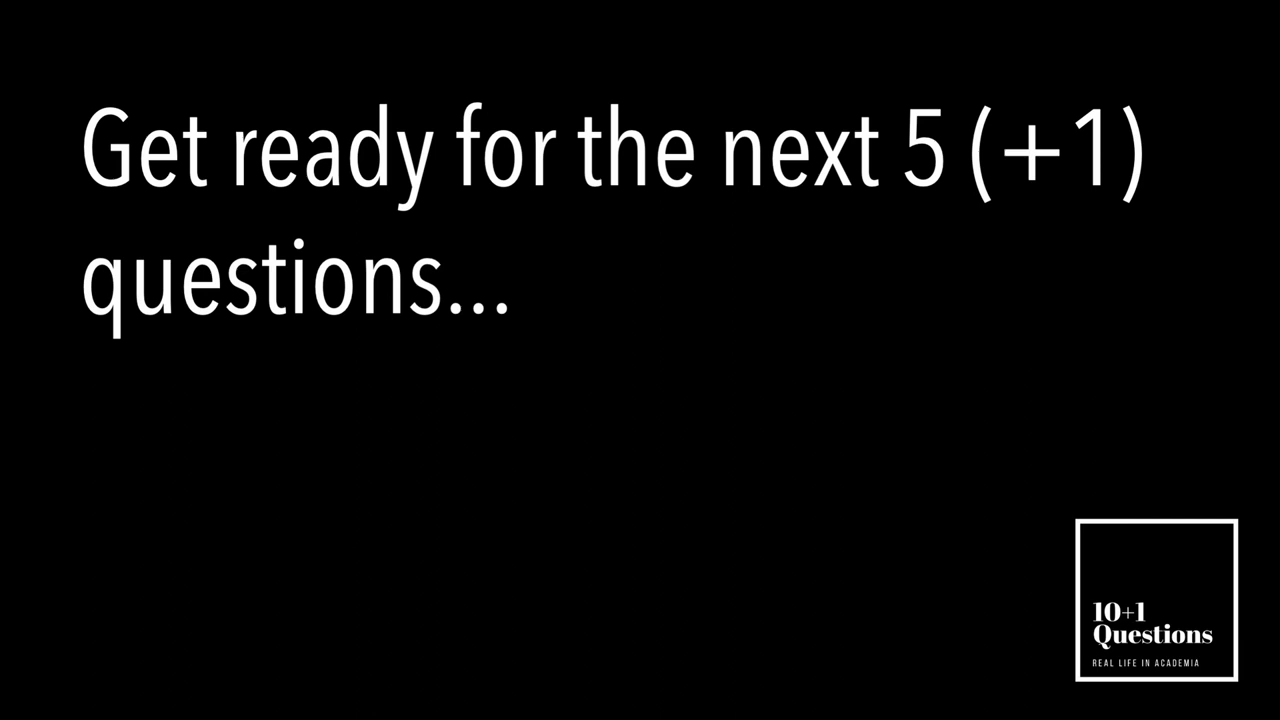 Get ready for the next 5 (+1)
questions...
10+1
Questions
REAL LIFE IN ACADEMIA